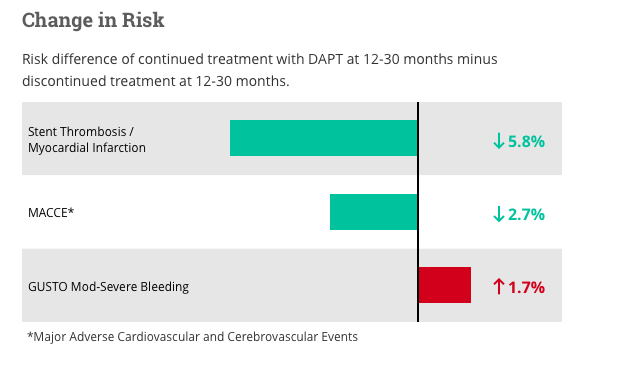 Change in Risk
Risk difference of continued treatment with DAPT at 12-30 months minus
discontinued treatment at 12-30 months.
Stent Thrombosis /
Myocardial Infarction
↓5.8%
MACCE*
↓2.7%
GUSTO Mod-Severe Bleeding
↑1.7%
*Major Adverse Cardiovascular and Cerebrovascular Events